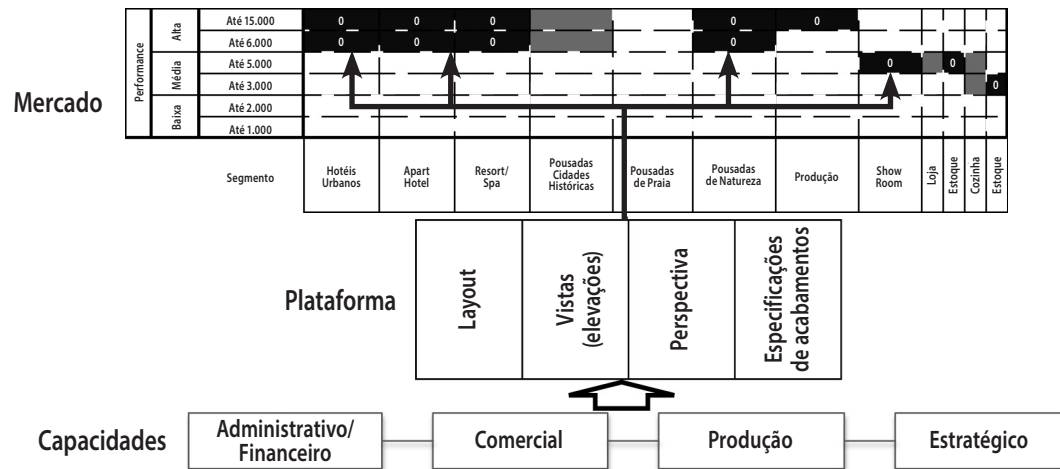 Mercado
Performance
Alta
Média
Baixa
Até 15.000 0 0 0 0 0
Até 6.000 0 0 0 0
Até 5.000 0 0
Até 3.000 0
Até 2.000
Até 1.000
Segmento
Hotéis
Urbanos
Apart
Hotel
Resort/
Spa
Pousadas
Cidades
Históricas
Pousadas
de Praia
Pousadas
de Natureza
Produção
Show
Room
Loja
Estoque
Cozinha
Estoque
Plataforma
Layout
Vistas
(elevações)
Perspectiva
Especificações
de acabamentos
Capacidades
Administrativo/
Financeiro
Comercial
Produção
Estratégico